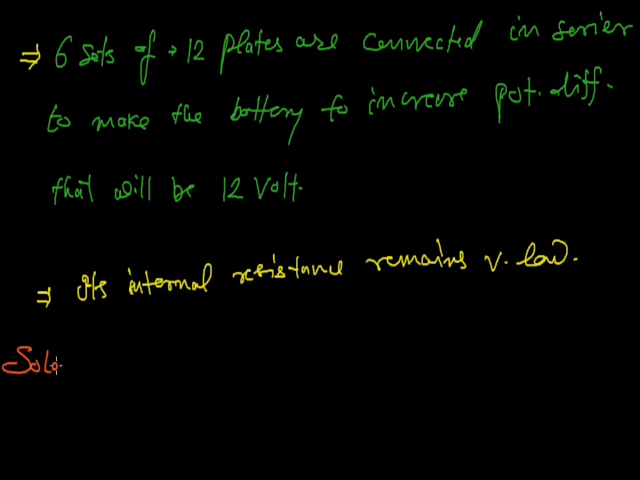 ⇒ 6 sets of 12 plates are connected in series
to make the battery to increase pot. diff.
that will be 12 Volt.
⇒ Its internal resistance remains v. low.
Sola